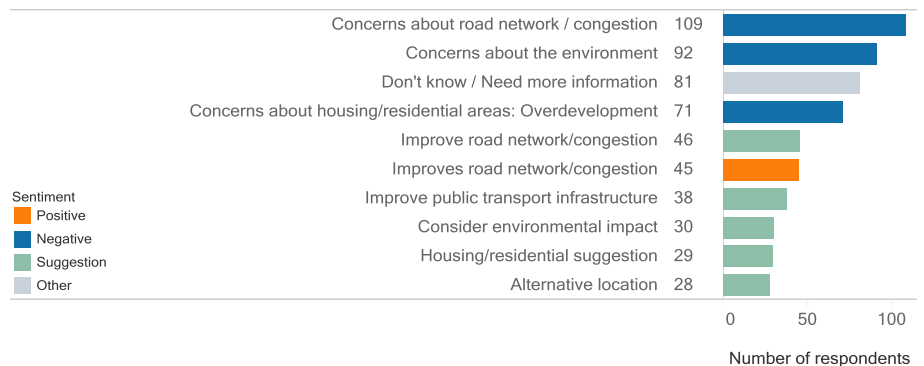 Concerns about road network / congestion 109
Concerns about the environment 92
Don't know / Need more information 81
Concerns about housing/residential areas: Overdevelopment 71
Improve road network/congestion 46
Improves road network/congestion 45
Improve public transport infrastructure 38
Consider environmental impact 30
Housing/residential suggestion 29
Alternative location 28
Sentiment
Positive
Negative
Suggestion
Other
0 50 100
Number of respondents